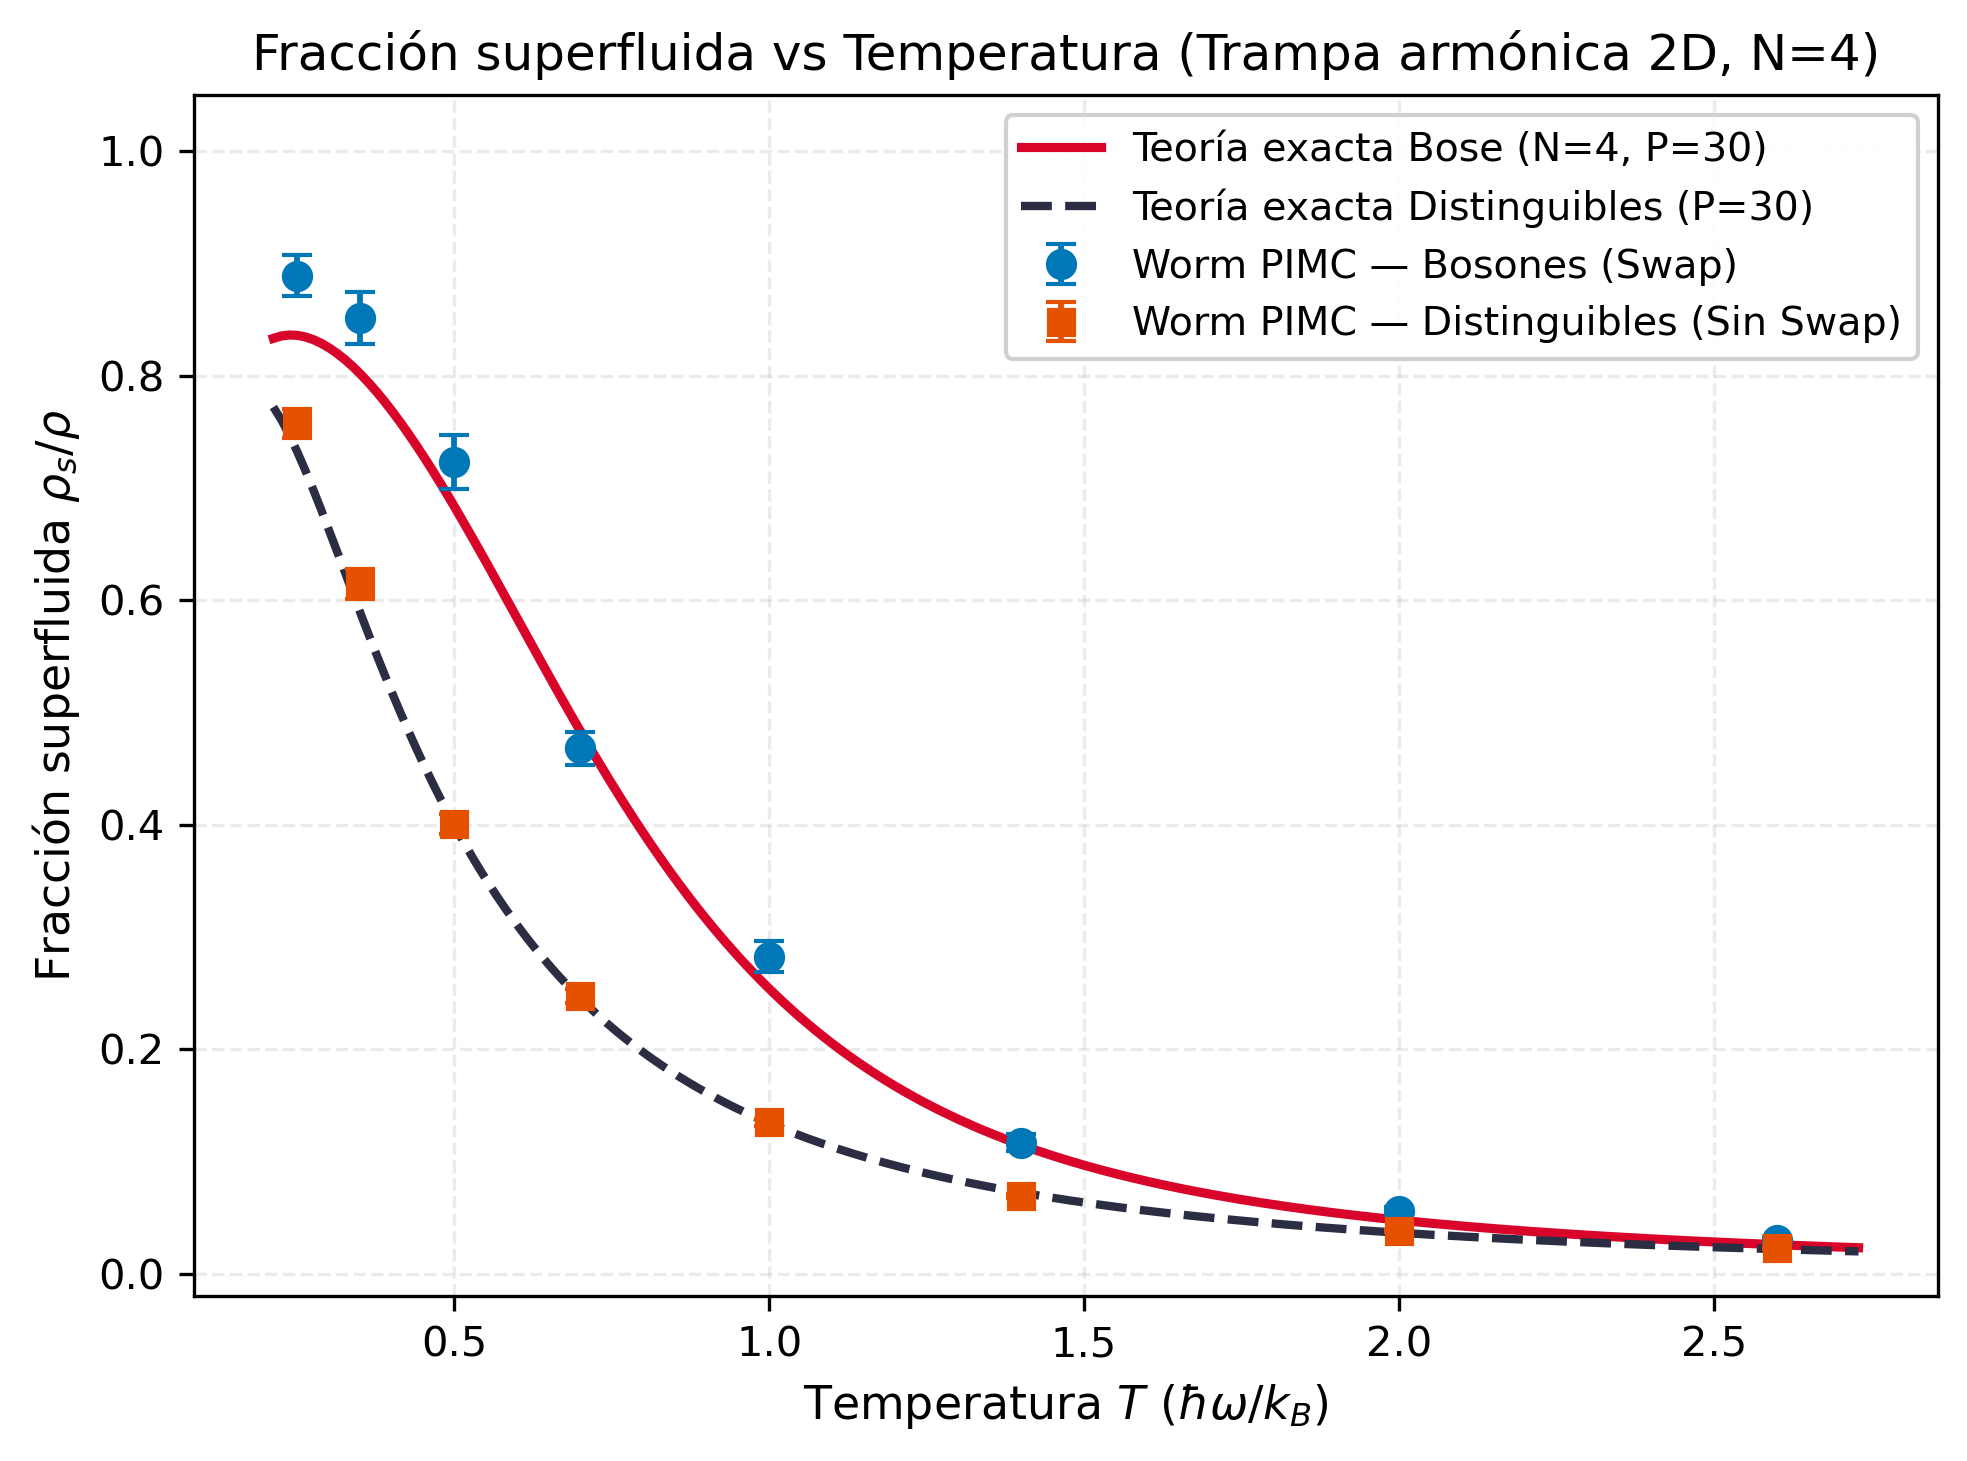 Fracción superfluida vs Temperatura (Trampa armónica 2D, N=4)
Teoría exacta Bose (N=4, P=30)
Teoría exacta Distinguibles (P=30)
Worm PIMC — Bosones (Swap)
Worm PIMC — Distinguibles (Sin Swap)
Fracción superfluida ρₛ/ρ
1.0
0.8
0.6
0.4
0.2
0.0
0.5
1.0
1.5
2.0
2.5
Temperatura T (ħω/k_B)